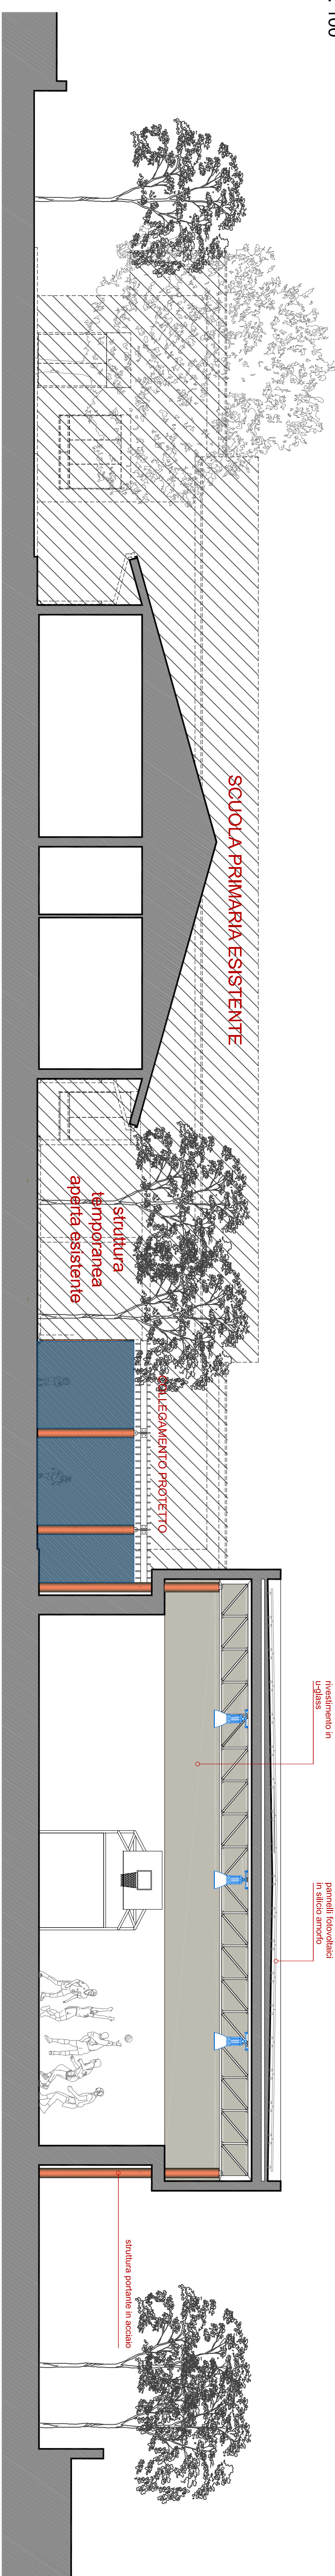 100
SCUOLA PRIMARIA ESISTENTE
struttura
temporanea
aperta esistente
COLLEGAMENTO PROTETTO
rivestimento in
u-glass
pannelli fotovoltaici
in silicio amorfo
struttura portante in acciaio